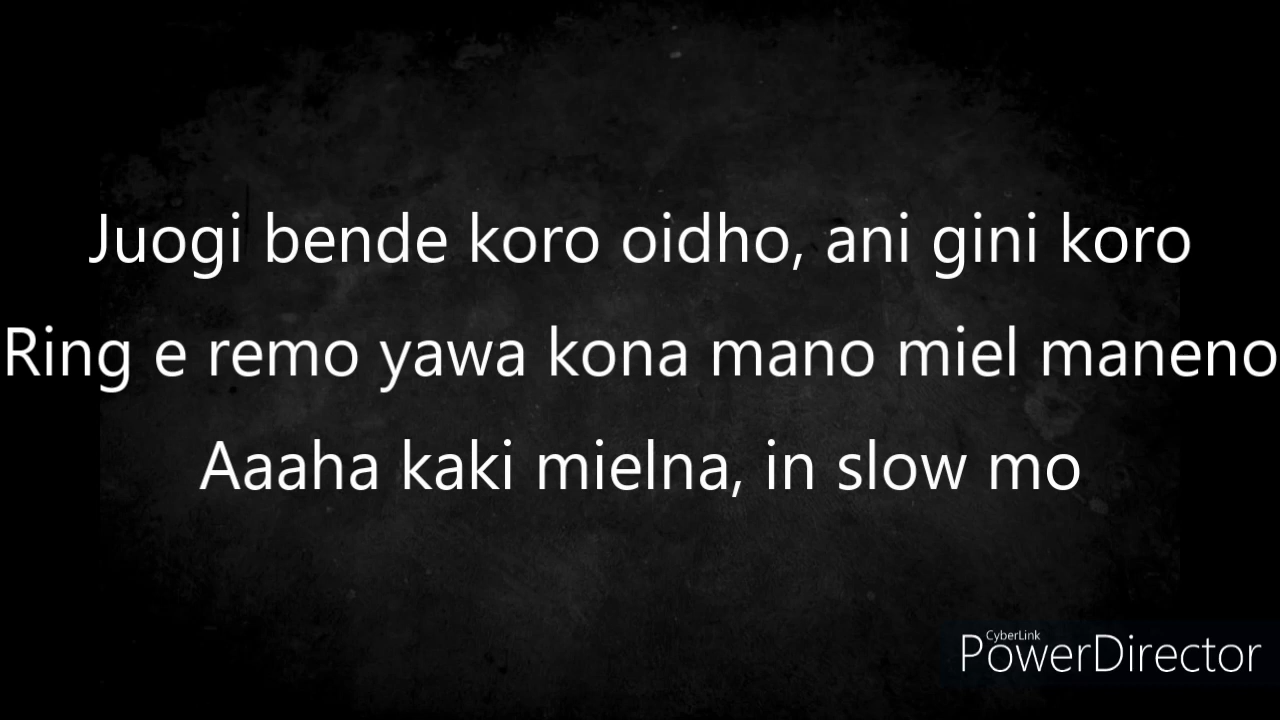 Juogi bende koro oidho, ani gini koro
Ring e remo yawa kona mano miel maneno
Aaaha kaki mielna, in slow mo
CyberLink
PowerDirector